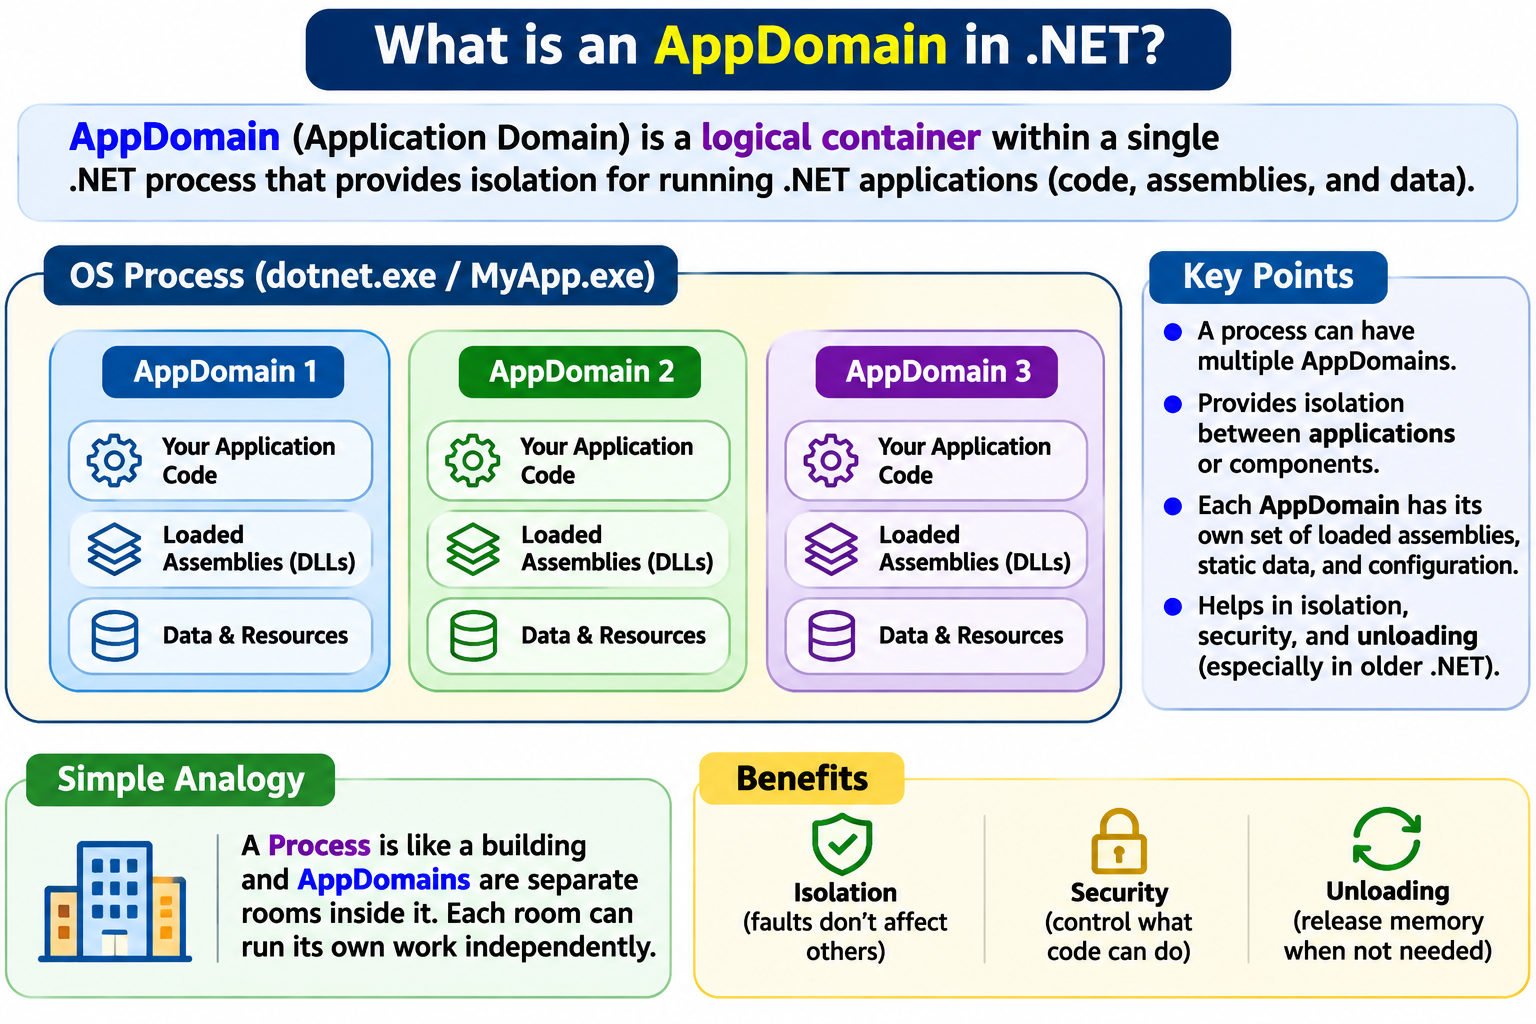 What is an AppDomain in .NET?
AppDomain (Application Domain) is a logical container within a single
.NET process that provides isolation for running .NET applications (code, assemblies, and data).
OS Process (dotnet.exe / MyApp.exe)
AppDomain 1
Your Application
Code
Loaded
Assemblies (DLLs)
Data & Resources
AppDomain 2
Your Application
Code
Loaded
Assemblies (DLLs)
Data & Resources
AppDomain 3
Your Application
Code
Loaded
Assemblies (DLLs)
Data & Resources
Key Points
A process can have
multiple AppDomains.
Provides isolation
between applications
or components.
Each AppDomain has its
own set of loaded assemblies,
static data, and configuration.
Helps in isolation,
security, and unloading
(especially in older .NET).
Simple Analogy
A Process is like a building
and AppDomains are separate
rooms inside it. Each room can
run its own work independently.
Benefits
Isolation
(faults don't affect
others)
Security
(control what
code can do)
Unloading
(release memory
when not needed)